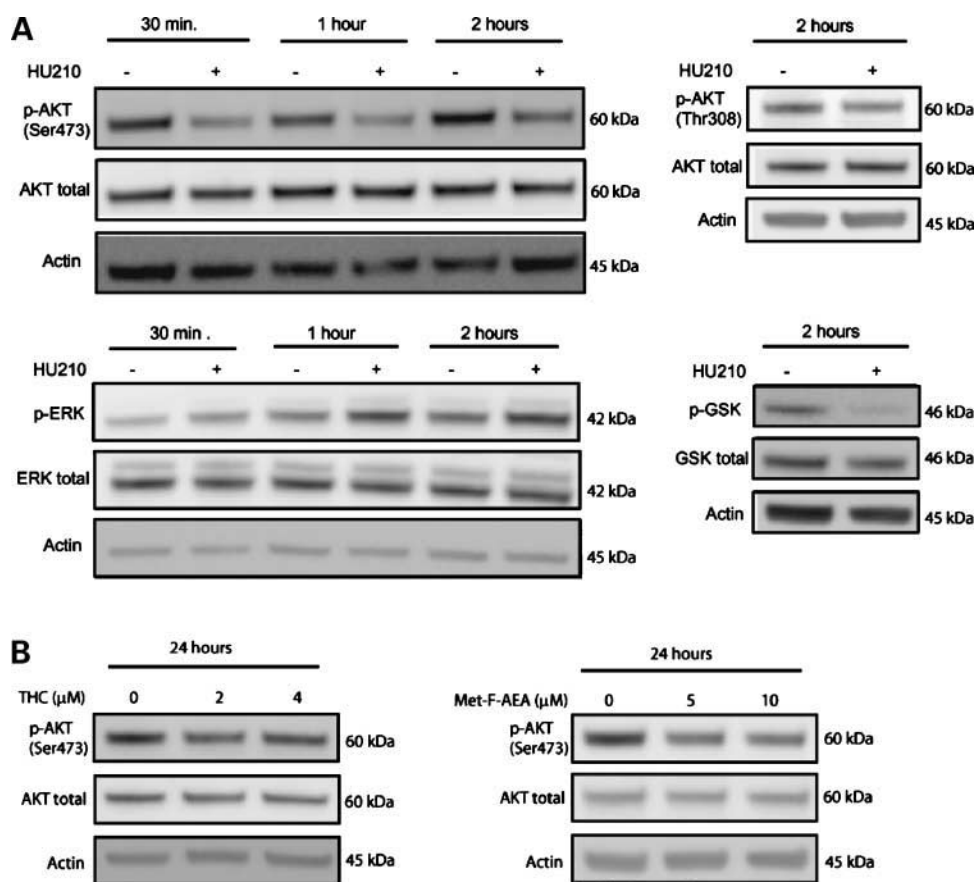 A
30 min. 1 hour 2 hours
HU210 - + - + - +
p-AKT
(Ser473) 60 kDa
AKT total 60 kDa
Actin 45 kDa
2 hours
HU210 - +
p-AKT
(Thr308) 60 kDa
AKT total 60 kDa
Actin 45 kDa
30 min . 1 hour 2 hours
HU210 - + - + - +
p-ERK 42 kDa
ERK total 42 kDa
Actin 45 kDa
2 hours
HU210 - +
p-GSK 46 kDa
GSK total 46 kDa
Actin 45 kDa
B
24 hours
THC (μM) 0 2 4
p-AKT
(Ser473) 60 kDa
AKT total 60 kDa
Actin 45 kDa
24 hours
Met-F-AEA (μM) 0 5 10
p-AKT
(Ser473) 60 kDa
AKT total 60 kDa
Actin 45 kDa